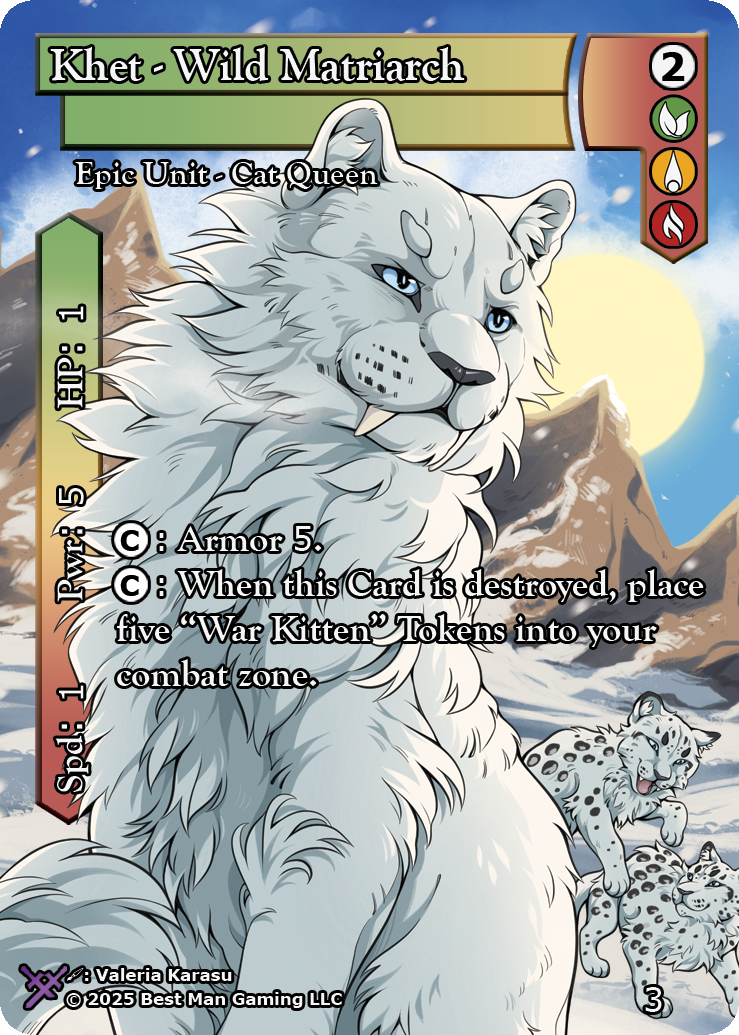 Khet - Wild Matriarch
2
Epic Unit - Cat Queen
HP: 1
Pwr: 5
Spd: 1
C: Armor 5.
C: When this Card is destroyed, place
five “War Kitten” Tokens into your
combat zone.
: Valeria Karasu
© 2025 Best Man Gaming LLC
3